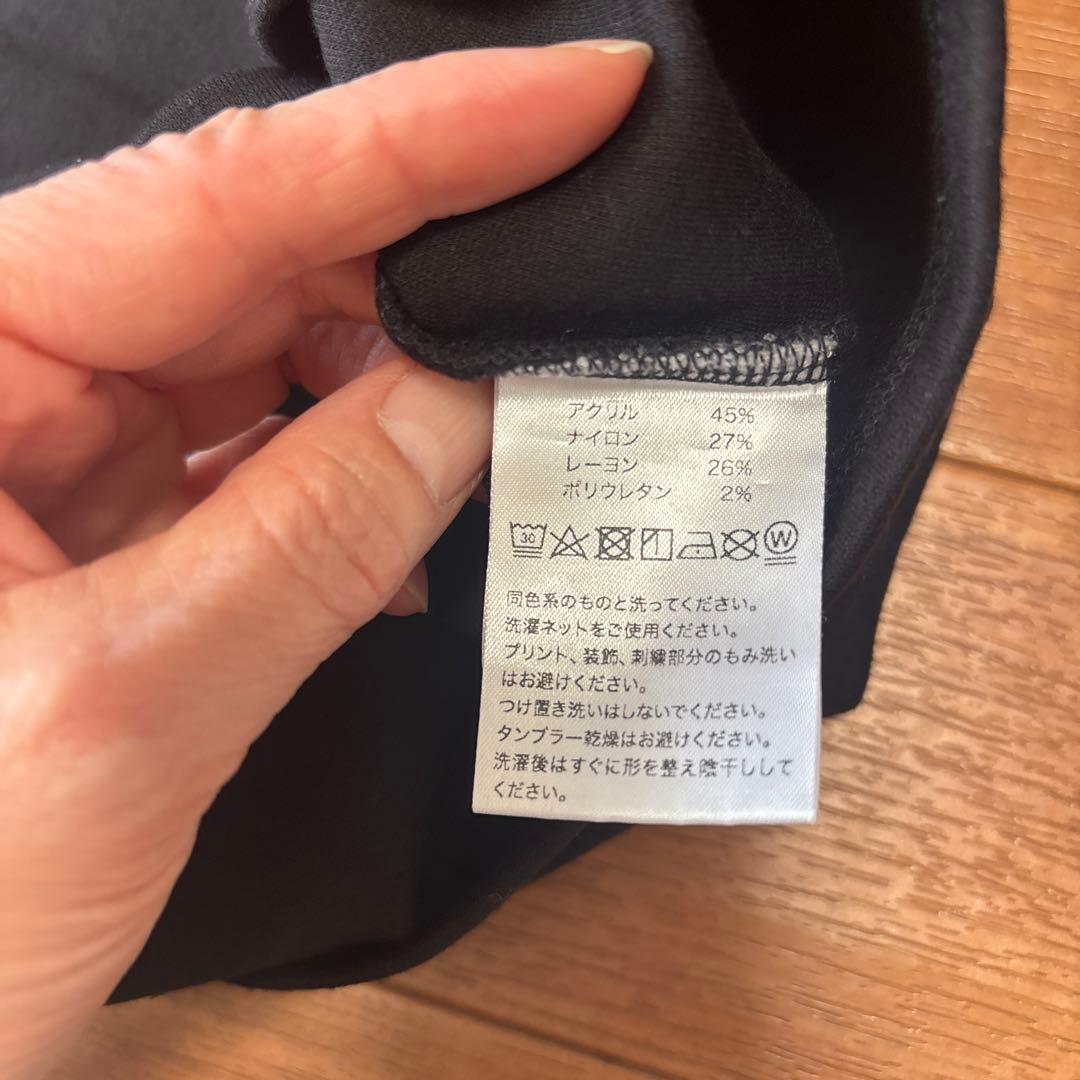 アクリル 45%
ナイロン 27%
レーヨン 26%
ポリウレタン 2%
30 W
同色系のものと洗ってください。
洗濯ネットをご使用ください。
プリント、装飾、刺繍部分のもみ洗い
はお避けください。
つけ置き洗いはしないでください。
タンブラー乾燥はお避けください。
洗濯後はすぐに形を整え陰干しして
ください。